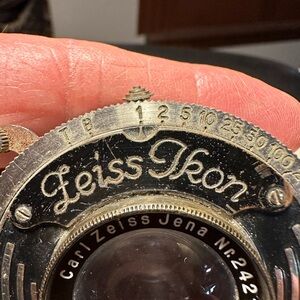 T B 1 2 5 10 25 50 100
Zeiss Ikon
Carl Zeiss Jena Nr. 242